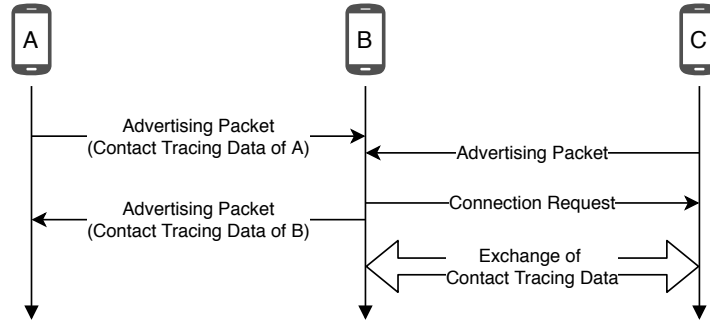 A
B
C
Advertising Packet
(Contact Tracing Data of A)
Advertising Packet
Connection Request
Advertising Packet
(Contact Tracing Data of B)
Exchange of
Contact Tracing Data